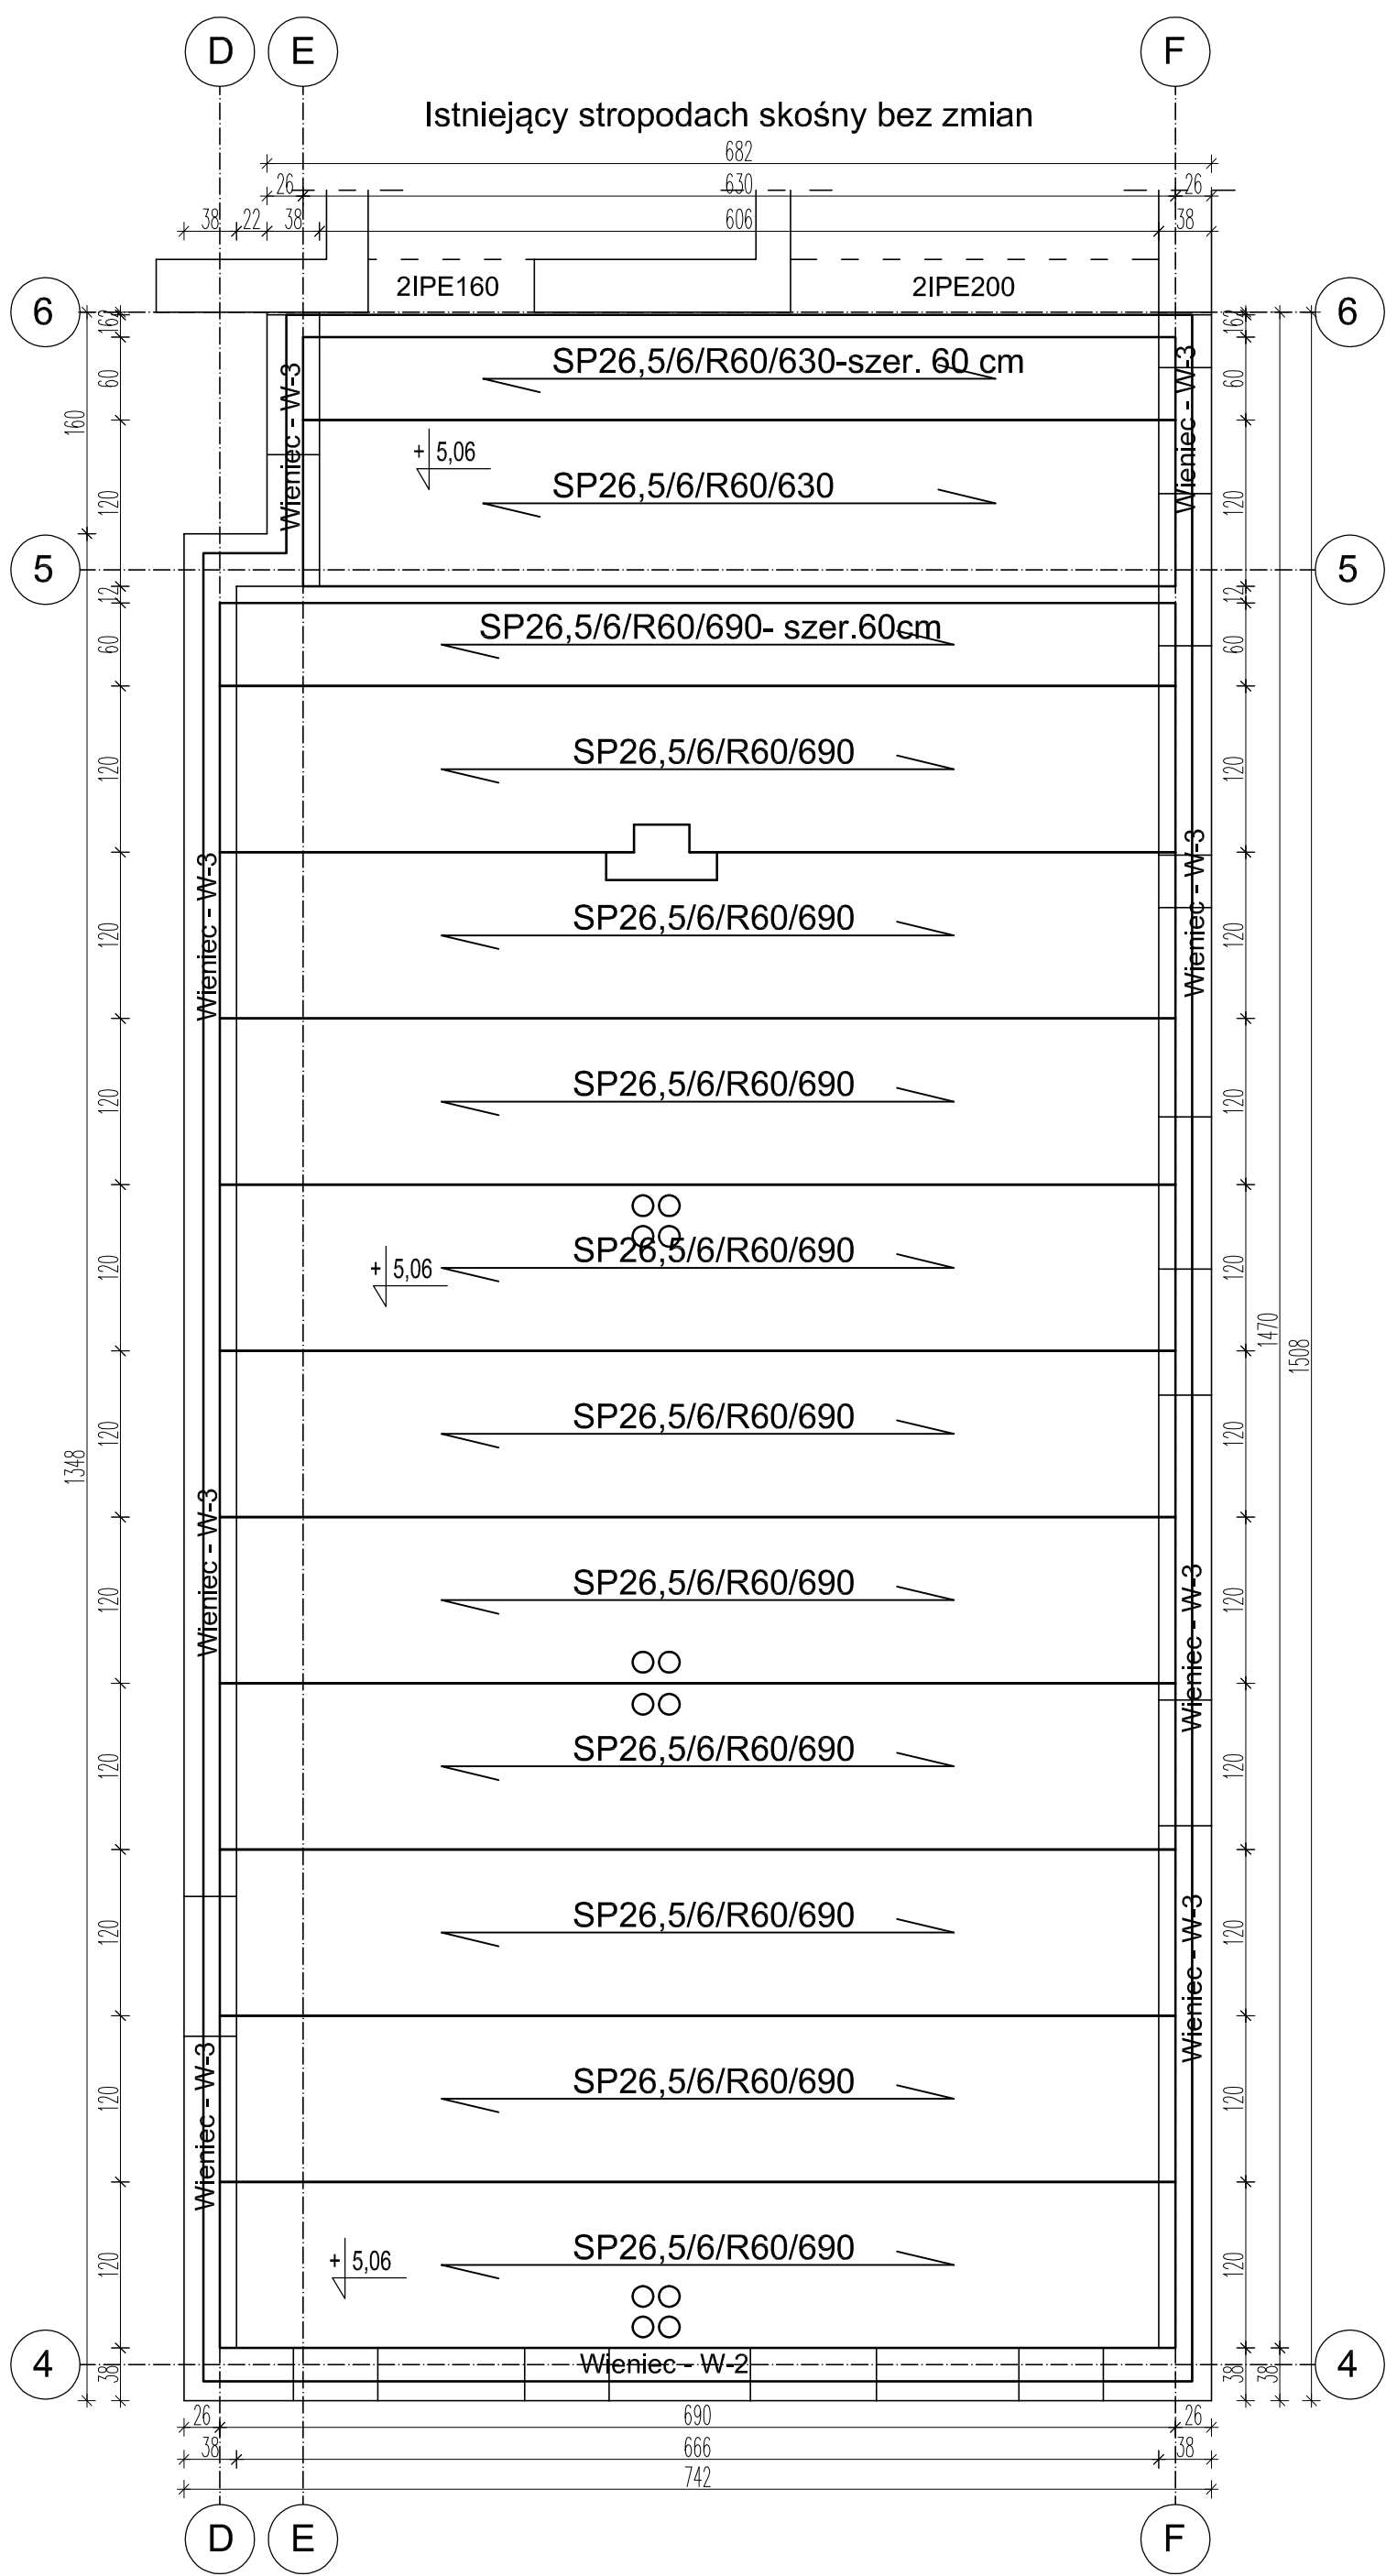 D E F
Istniejący stropodach skośny bez zmian
682
26 630 26
38 22 38 606 38
2IPE160 2IPE200
6 6
162 162
Wieniec - W-3
SP26,5/6/R60/630-szer. 60 cm
Wieniec - W-3
60 60
160
+ 5,06
SP26,5/6/R60/630
120 120
5 5
12 12
SP26,5/6/R60/690- szer.60cm
60 60
SP26,5/6/R60/690
120 120
Wieniec - W-3
Wieniec - W-3
SP26,5/6/R60/690
120 120
SP26,5/6/R60/690
120 120
SP26,5/6/R60/690
+ 5,06
120 120
1470
1508
1348
SP26,5/6/R60/690
120 120
Wieniec - W-3
Wieniec - W-3
SP26,5/6/R60/690
120 120
SP26,5/6/R60/690
120 120
SP26,5/6/R60/690
120 120
Wieniec - W-3
Wieniec - W-3
SP26,5/6/R60/690
120 120
SP26,5/6/R60/690
+ 5,06
120 120
4 4
Wieniec - W-2
38 38 38
26 690 26
38 666 38
742
D E F